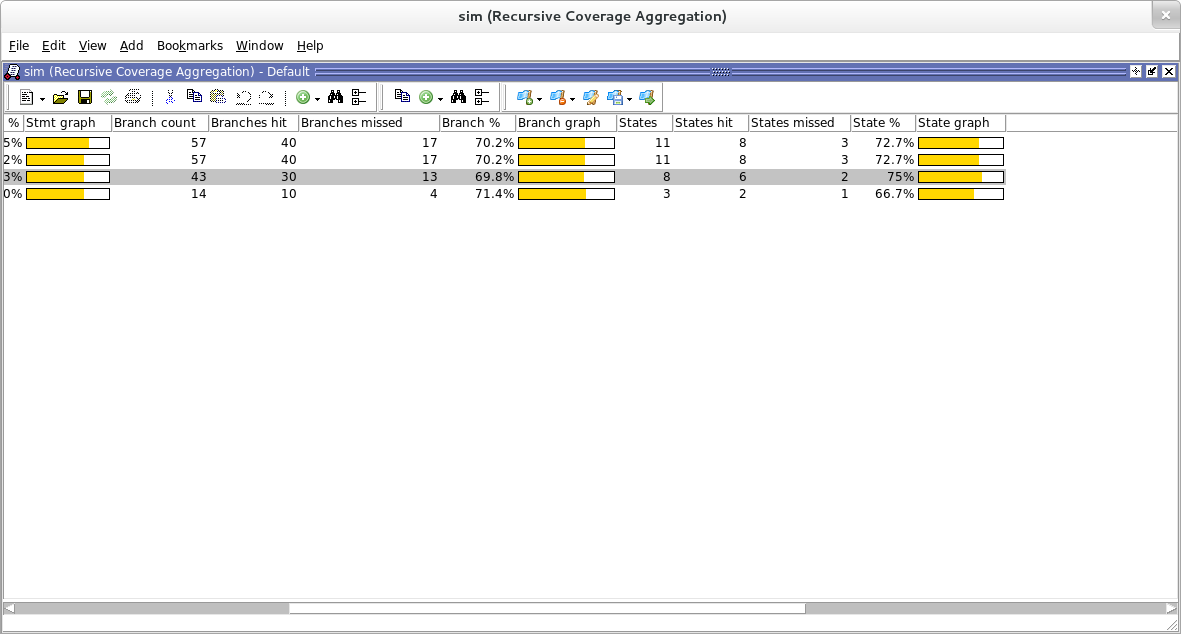 sim (Recursive Coverage Aggregation)
File Edit View Add Bookmarks Window Help
sim (Recursive Coverage Aggregation) - Default
% Stmt graph Branch count Branches hit Branches missed Branch % Branch graph States States hit States missed State % State graph
5% 57 40 17 70.2% 11 8 3 72.7%
2% 57 40 17 70.2% 11 8 3 72.7%
3% 43 30 13 69.8% 8 6 2 75%
0% 14 10 4 71.4% 3 2 1 66.7%